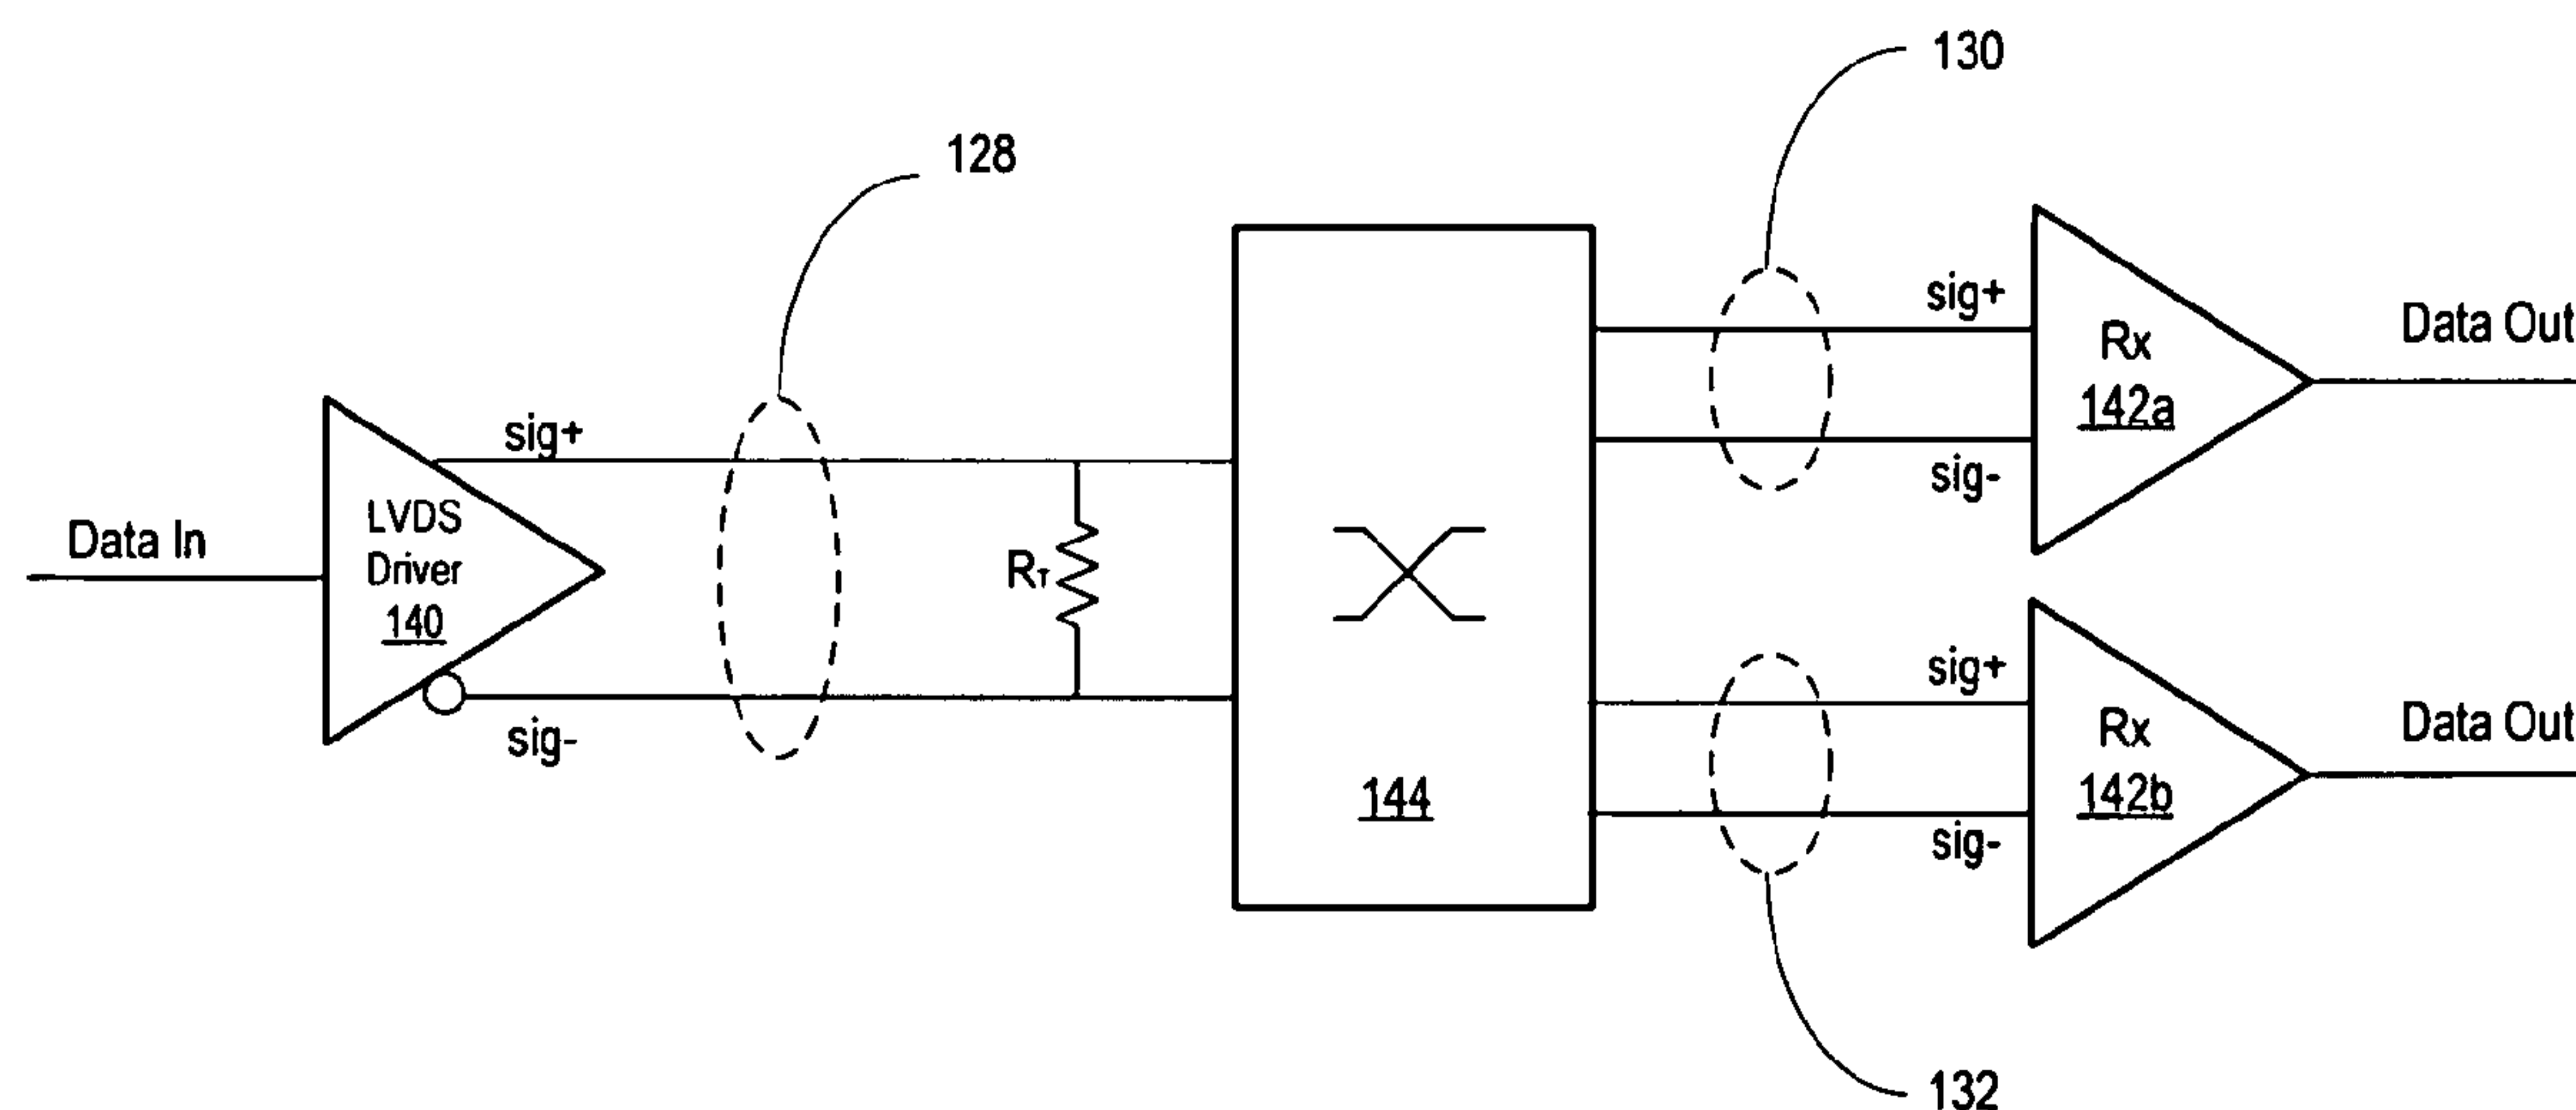 130
128
sig+
Rx
142a
sig-
Data Out
sig+
LVDS
Driver
140
Data In
sig-
RT
144
sig+
Rx
142b
sig-
Data Out
132